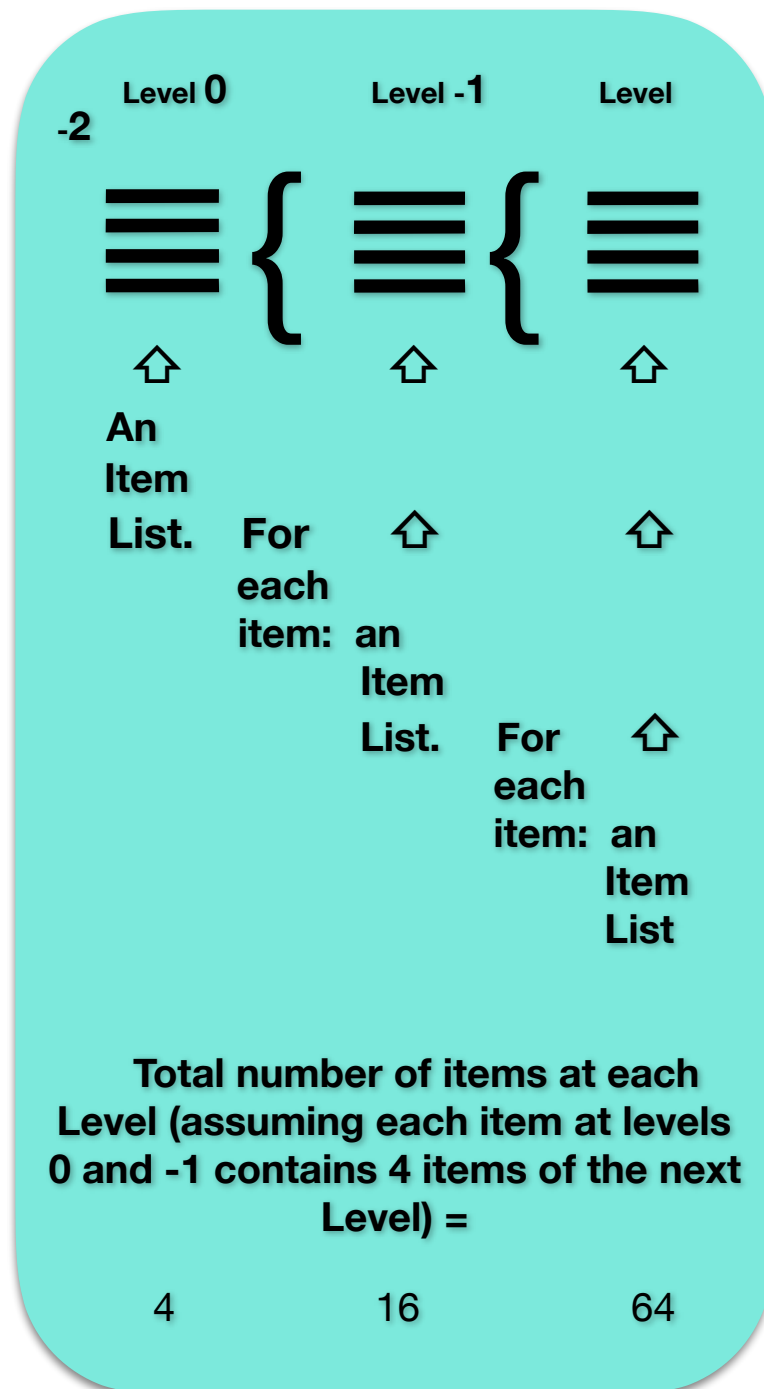 Level 0 Level -1 Level
-2
An
Item
List. For
each
item: an
Item
List. For
each
item: an
Item
List
Total number of items at each
Level (assuming each item at levels
0 and -1 contains 4 items of the next
Level) =
4 16 64